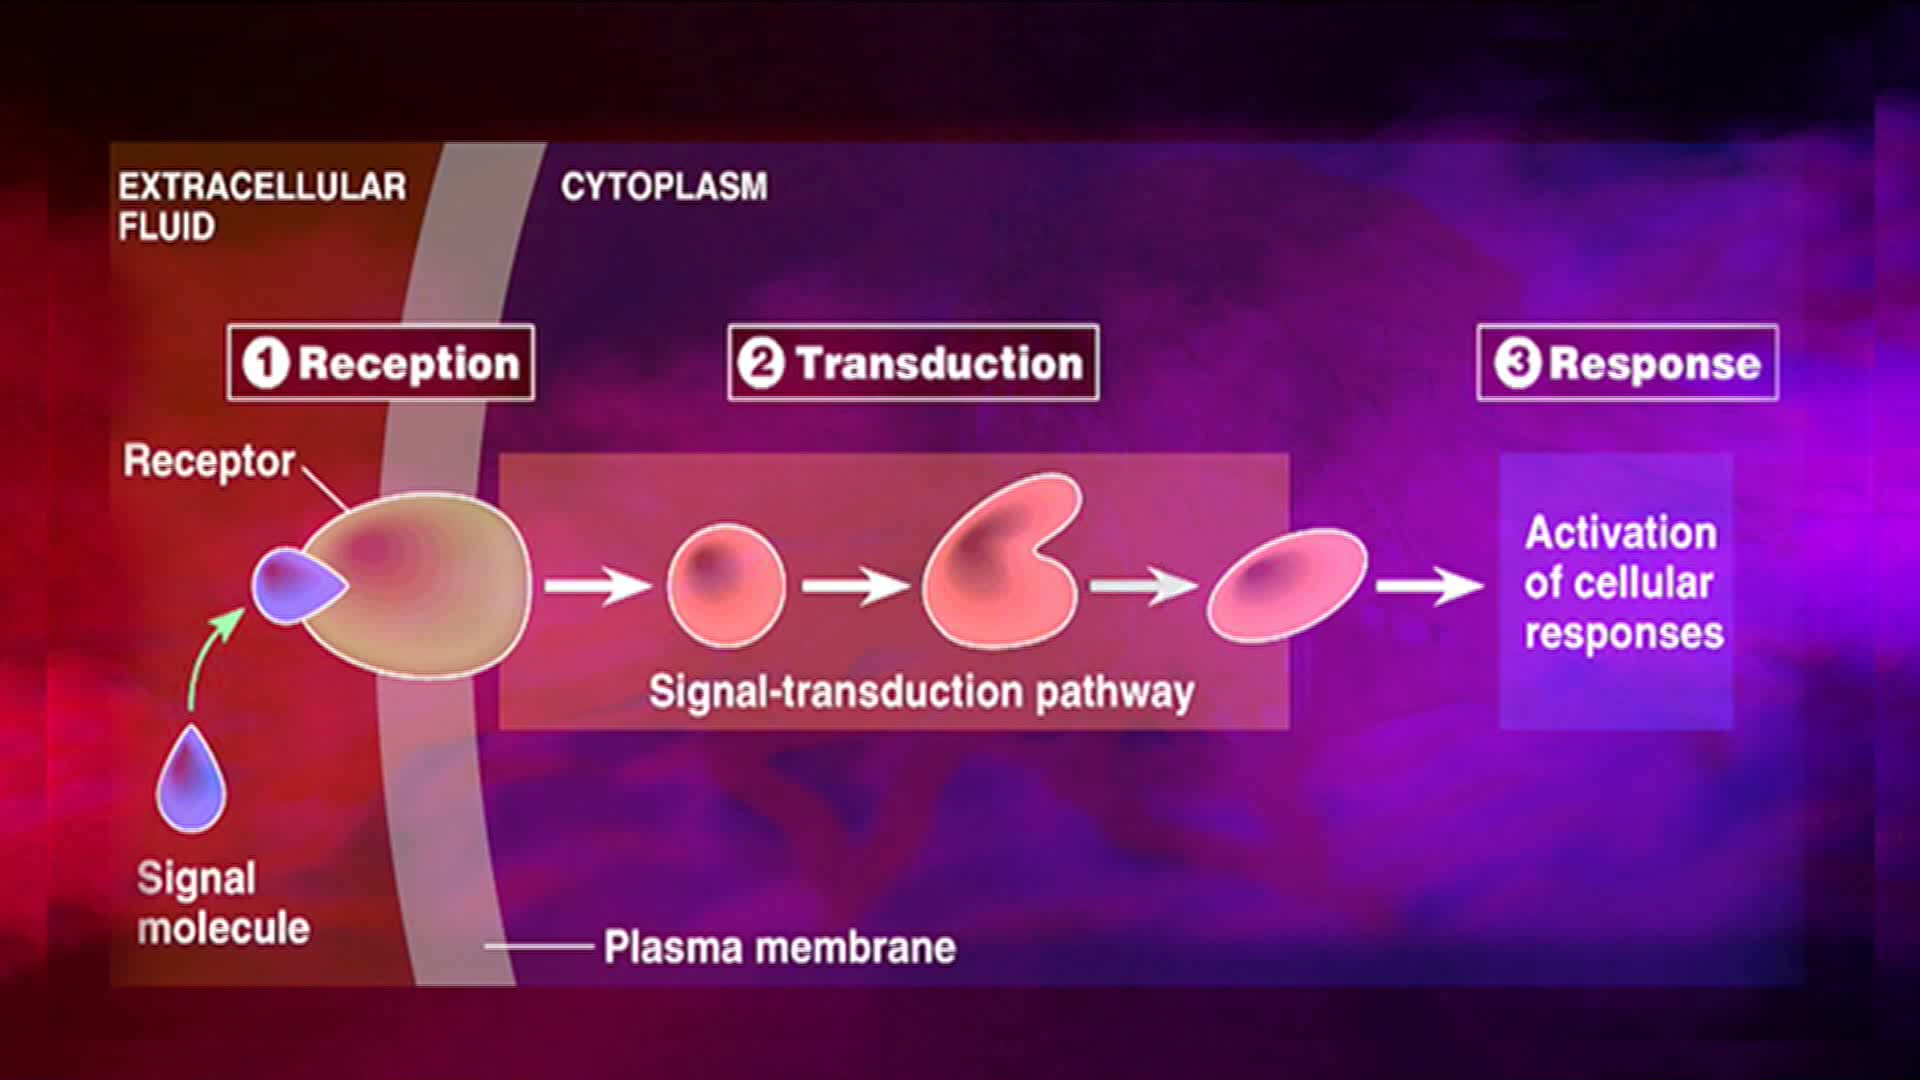 EXTRACELLULAR
FLUID
CYTOPLASM
1 Reception
2 Transduction
3 Response
Receptor
Activation
of cellular
responses
Signal-transduction pathway
Signal
molecule
Plasma membrane